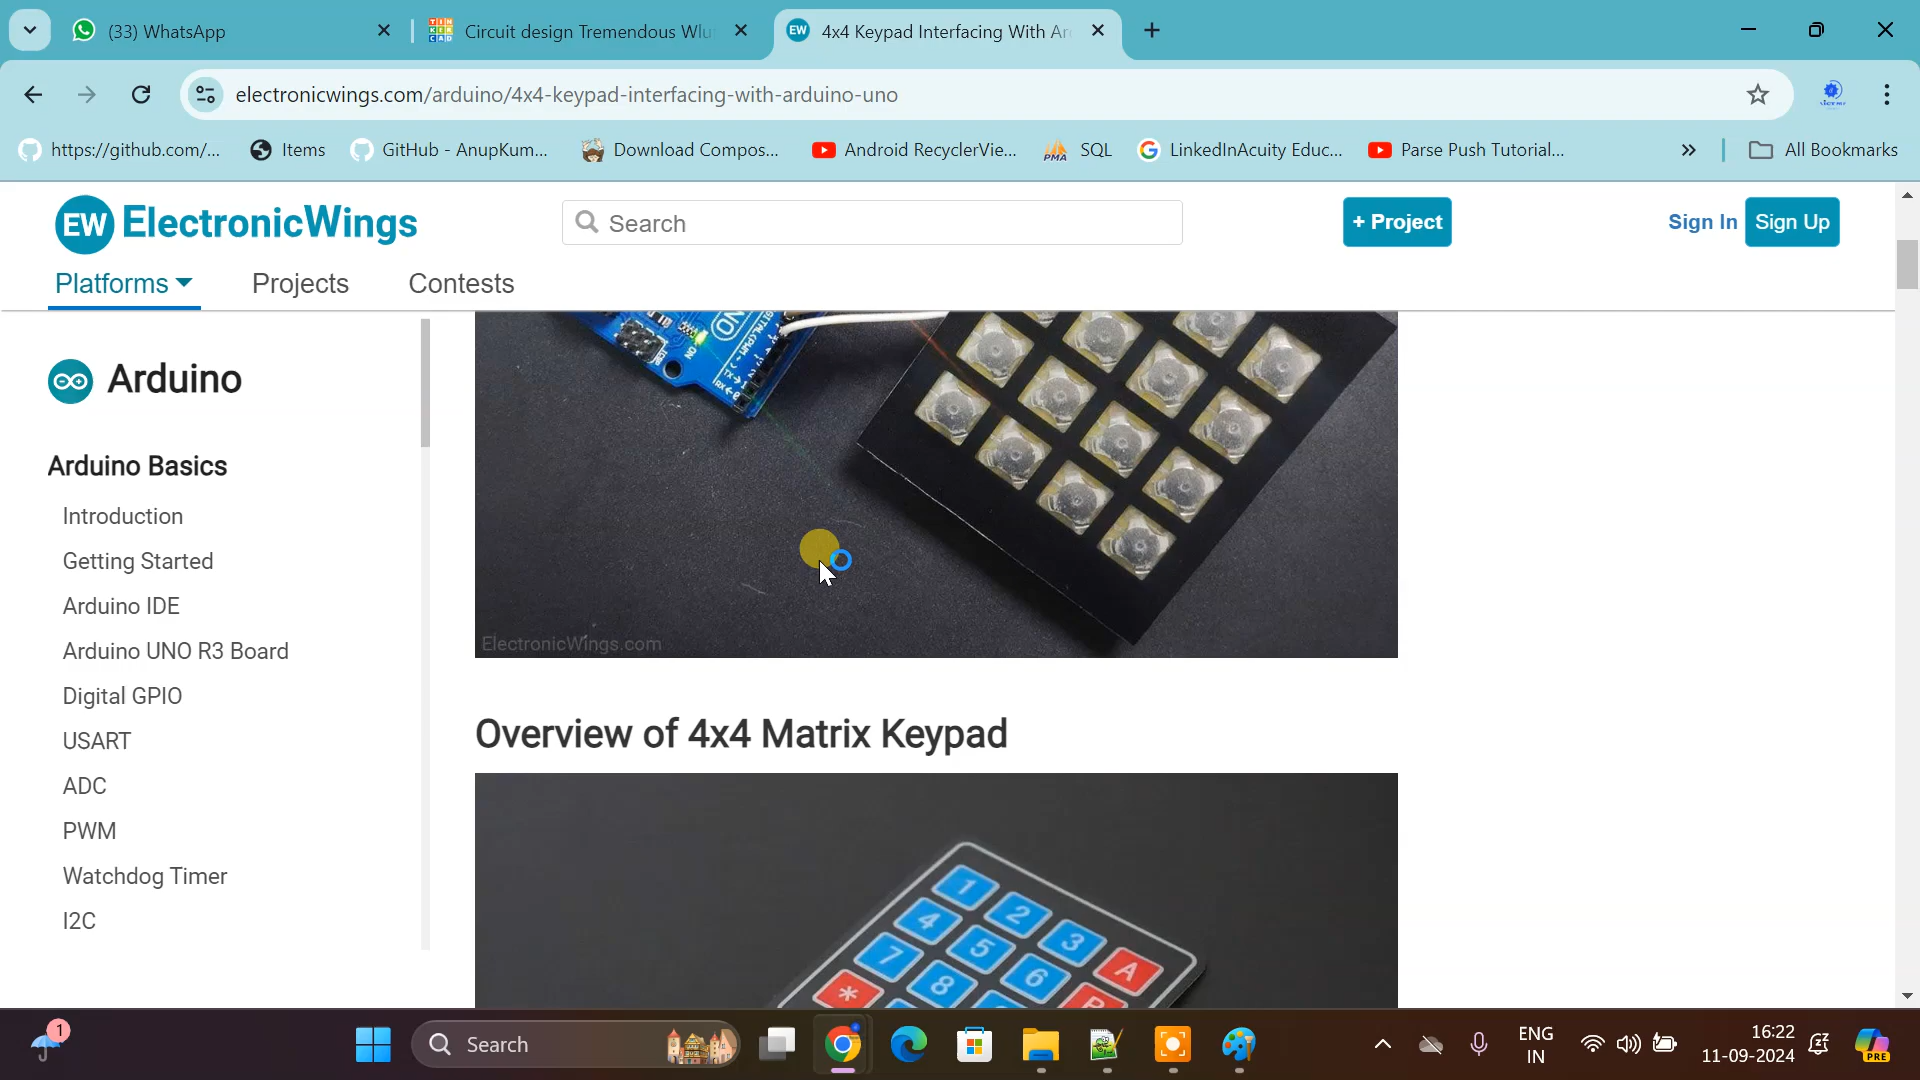 (33) WhatsApp
Circuit design Tremendous Wlu
EW 4x4 Keypad Interfacing With Ar
electronicwings.com/arduino/4x4-keypad-interfacing-with-arduino-uno
https://github.com/...
Items
GitHub - AnupKum...
Download Compos...
Android RecyclerVie...
SQL
LinkedInAcuity Educ...
Parse Push Tutorial...
All Bookmarks
EW ElectronicWings
Search
+ Project
Sign In
Sign Up
Platforms
Projects
Contests
Arduino
Arduino Basics
Introduction
Getting Started
Arduino IDE
Arduino UNO R3 Board
Digital GPIO
USART
ADC
PWM
Watchdog Timer
I2C
ElectronicWings.com
Overview of 4x4 Matrix Keypad
1
2
3
A
4
5
6
7
8
*
1
Search
ENG
IN
16:22
11-09-2024
PRE